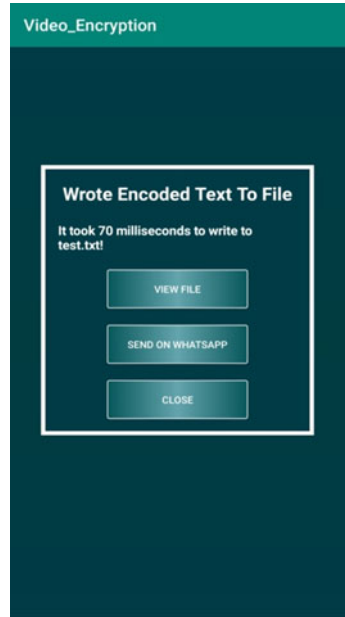 Video_Encryption
Wrote Encoded Text To File
It took 70 milliseconds to write to
test.txt!
VIEW FILE
SEND ON WHATSAPP
CLOSE